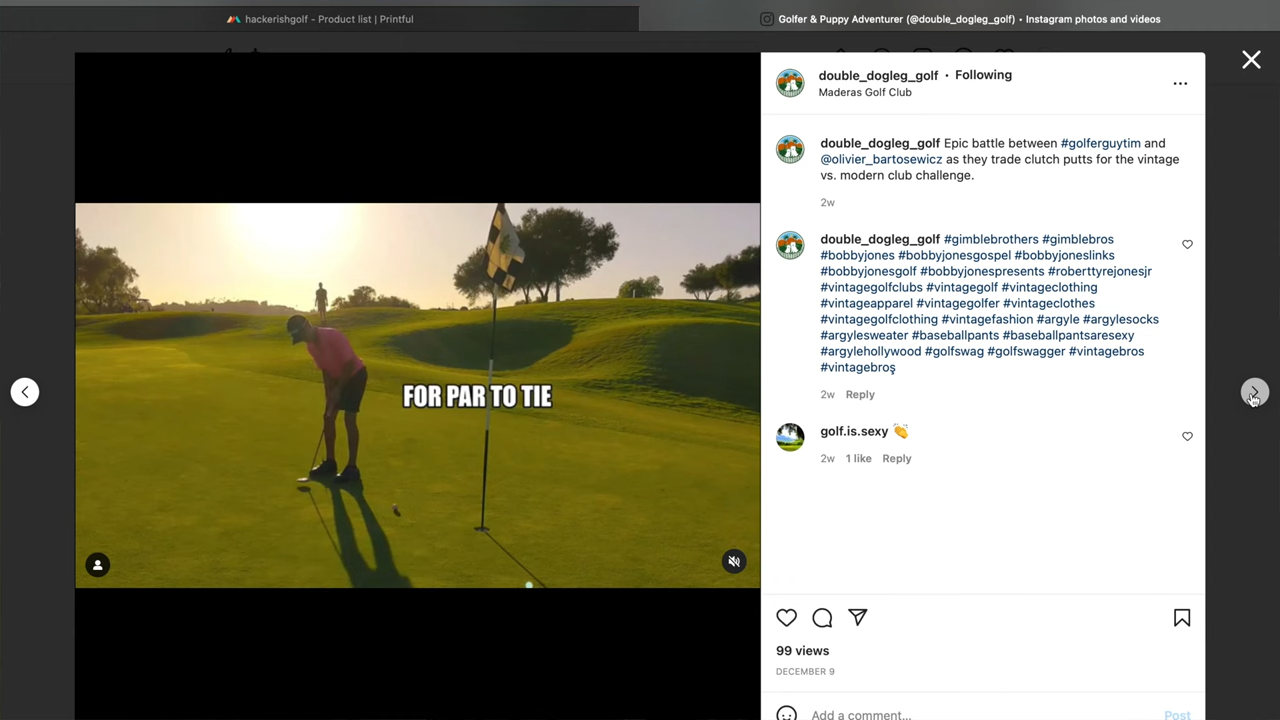 hackerishgolf - Product list | Printful
Golfer & Puppy Adventurer (@double_dogleg_golf) • Instagram photos and videos
double_dogleg_golf • Following
Maderas Golf Club
double_dogleg_golf Epic battle between #golferguytim and
@olivier_bartosewicz as they trade clutch putts for the vintage
vs. modern club challenge.
2w
double_dogleg_golf #gimblebrothers #gimblebros
#bobbyjones #bobbyjonesgospel #bobbyjoneslinks
#bobbyjonesgolf #bobbyjonespresents #roberttyrejonesjr
#vintagegolfclubs #vintagegolf #vintageclothing
#vintageapparel #vintagegolfer #vintageclothes
#vintagegolfclothing #vintagefashion #argyle #argylesocks
#argylesweater #baseballpants #baseballpantsaresexy
#argylehollywood #golfswag #golfswagger #vintagebros
#vintagebroş
2w Reply
golf.is.sexy 👏
2w 1 like Reply
FOR PAR TO TIE
99 views
DECEMBER 9
Add a comment...
Post